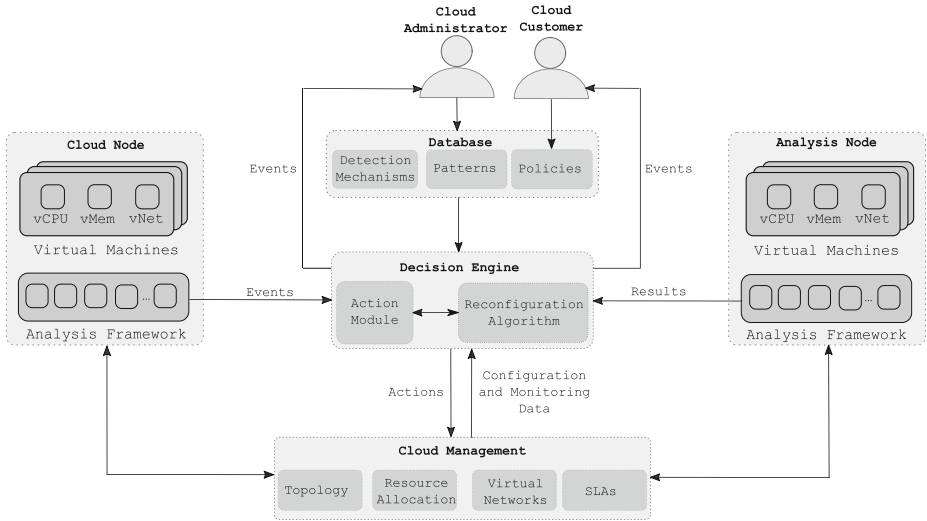 Cloud
Administrator
Cloud
Customer
Cloud Node
vCPU vMem vNet
Virtual Machines
Analysis Framework
...
Database
Detection
Mechanisms
Patterns
Policies
Analysis Node
vCPU vMem vNet
Virtual Machines
Analysis Framework
...
Events
Events
Decision Engine
Action
Module
Reconfiguration
Algorithm
Events
Results
Actions
Configuration
and Monitoring
Data
Cloud Management
Topology
Resource
Allocation
Virtual
Networks
SLAs